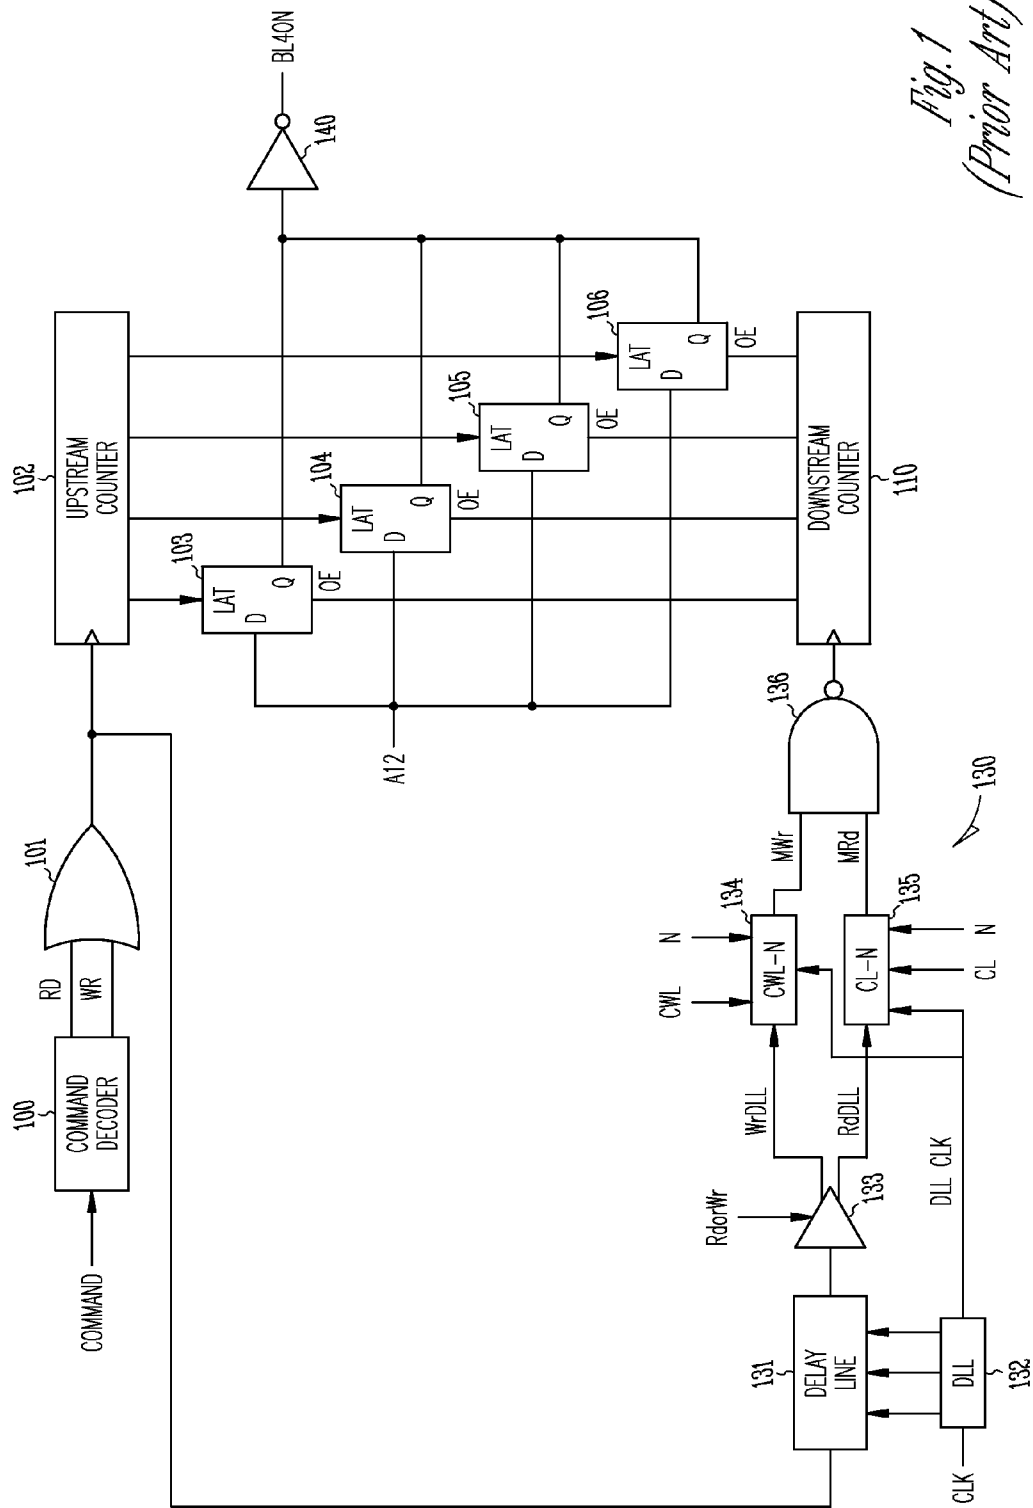 COMMAND
100
COMMAND
DECODER
RD
WR
101
102
UPSTREAM
COUNTER
A12
103
LAT
D
Q
OE
104
LAT
D
Q
OE
105
LAT
D
Q
OE
106
LAT
D
Q
OE
140
BL40N
CLK
DLL
132
131
DELAY
LINE
RdorWr
133
WrDLL
RdDLL
DLL CLK
CWL
N
134
CWL-N
135
CL-N
CL
N
MWr
MRd
136
130
DOWNSTREAM
COUNTER
110
Fig. 1
(Prior Art)